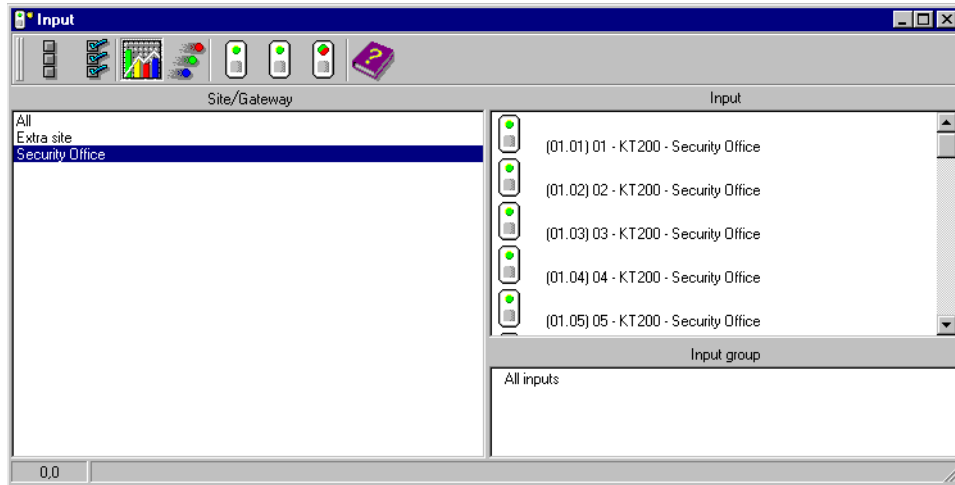 Input
Site/Gateway
All
Extra site
Security Office
Input
(01.01) 01 - KT200 - Security Office
(01.02) 02 - KT200 - Security Office
(01.03) 03 - KT200 - Security Office
(01.04) 04 - KT200 - Security Office
(01.05) 05 - KT200 - Security Office
Input group
All inputs
0,0